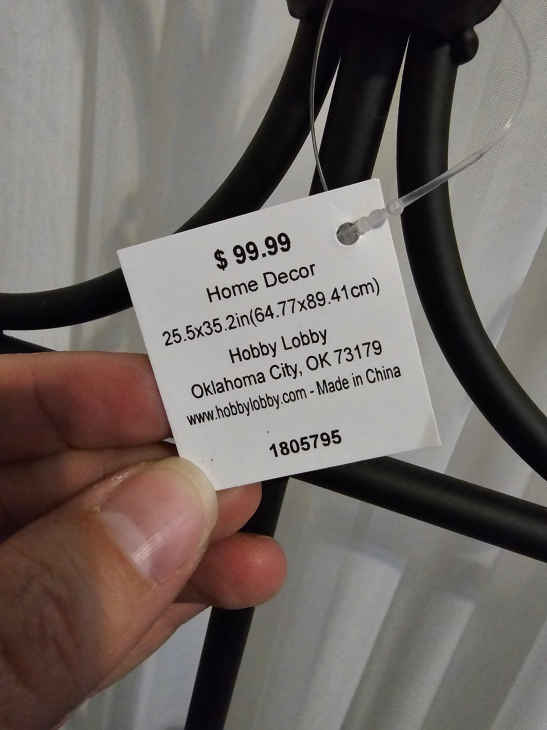 $ 99.99
Home Decor
25.5x35.2in(64.77x89.41cm)
Hobby Lobby
Oklahoma City, OK 73179
www.hobbylobby.com - Made in China
1805795